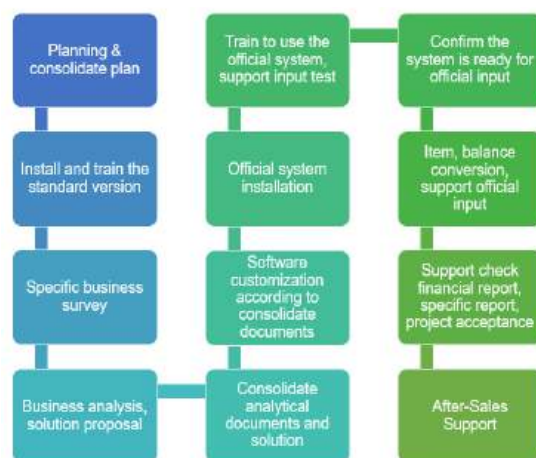 Planning &
consolidate plan
Install and train the
standard version
Specific business
survey
Business analysis,
solution proposal
Consolidate
analytical
documents and
solution
Software
customization
according to
consolidate
documents
Official system
installation
Train to use the
official system,
support input test
Confirm the
system is ready for
official input
Item, balance
conversion,
support official
input
Support check
financial report,
specific report,
project acceptance
After-Sales
Support